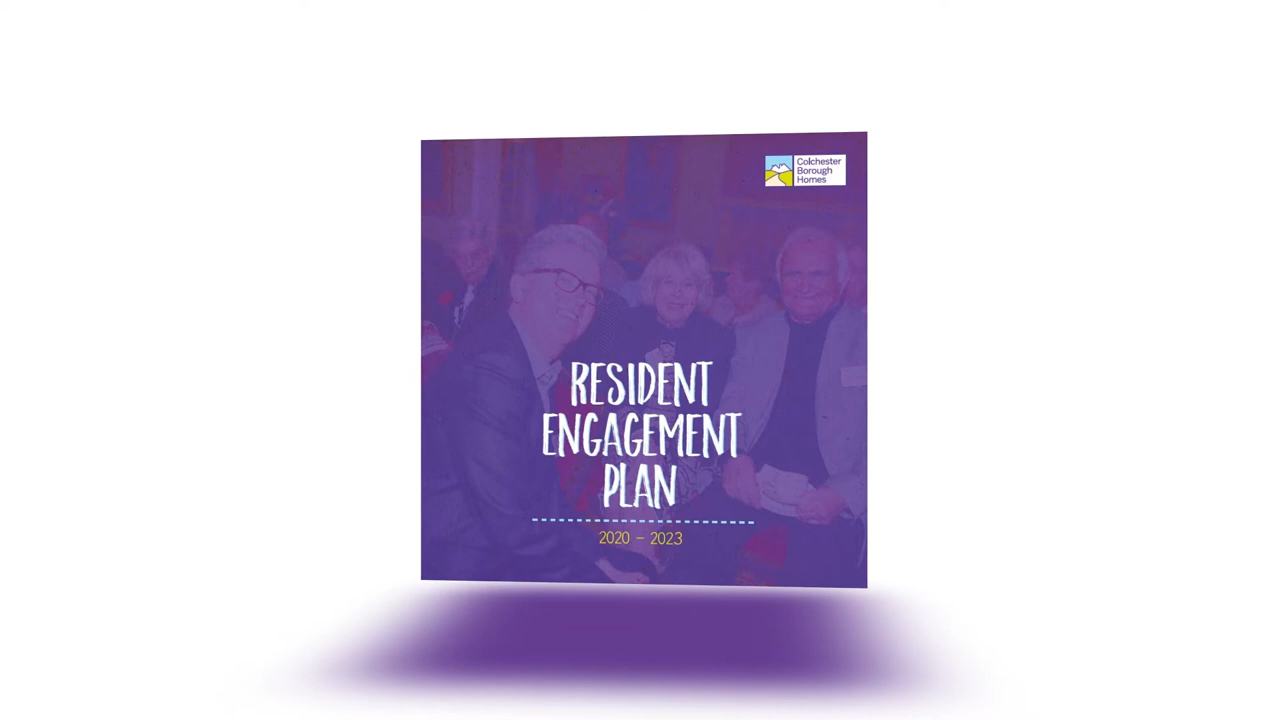 Colchester
Borough
Homes
RESIDENT
ENGAGEMENT
PLAN
2020 – 2023